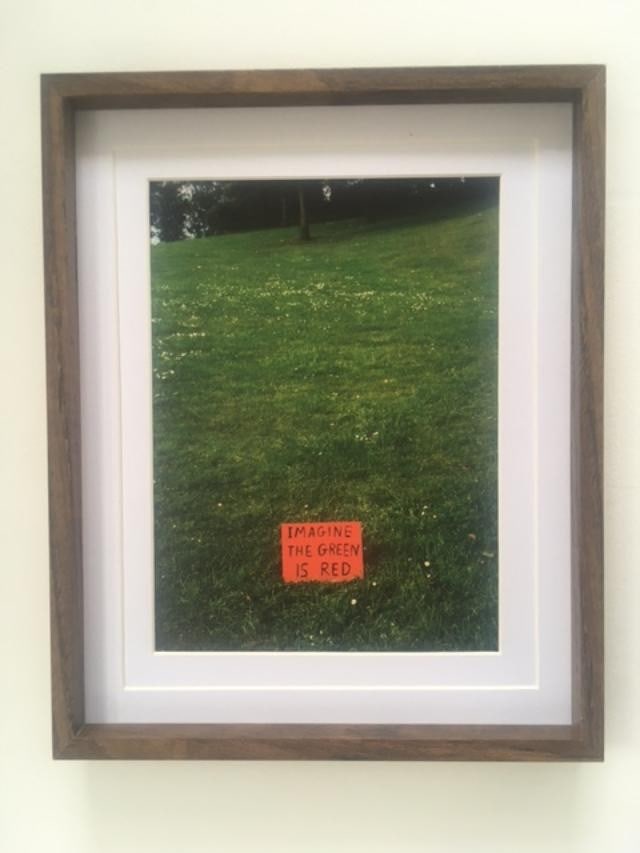 IMAGINE
THE GREEN
IS RED